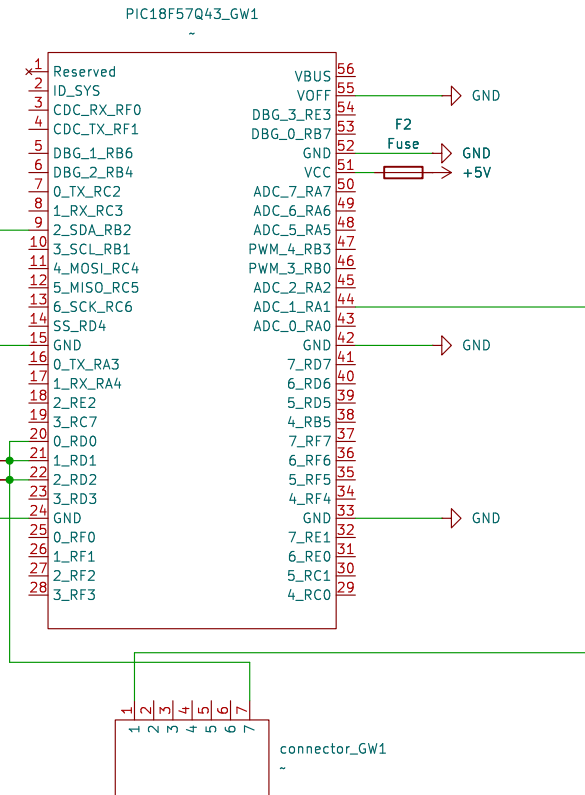 PIC18F57Q43_GW1
~
1 Reserved
2 ID_SYS
3 CDC_RX_RF0
4 CDC_TX_RF1
5 DBG_1_RB6
6 DBG_2_RB4
7 0_TX_RC2
8 1_RX_RC3
9 2_SDA_RB2
10 3_SCL_RB1
11 4_MOSI_RC4
12 5_MISO_RC5
13 6_SCK_RC6
14 SS_RD4
15 GND
16 0_TX_RA3
17 1_RX_RA4
18 2_RE2
19 3_RC7
20 0_RD0
21 1_RD1
22 2_RD2
23 3_RD3
24 GND
25 0_RF0
26 1_RF1
27 2_RF2
28 3_RF3
VBUS 56
VOFF 55 GND
DBG_3_RE3 54
DBG_0_RB7 53
F2
Fuse
GND 52 GND
VCC 51 +5V
ADC_7_RA7 50
ADC_6_RA6 49
ADC_5_RA5 48
PWM_4_RB3 47
PWM_3_RB0 46
ADC_2_RA2 45
ADC_1_RA1 44
ADC_0_RA0 43
GND 42 GND
7_RD7 41
6_RD6 40
5_RD5 39
4_RB5 38
7_RF7 37
6_RF6 36
5_RF5 35
4_RF4 34
GND 33 GND
7_RE1 32
6_RE0 31
5_RC1 30
4_RC0 29
1 2 3 4 5 6 7
1 2 3 4 5 6 7
connector_GW1
~